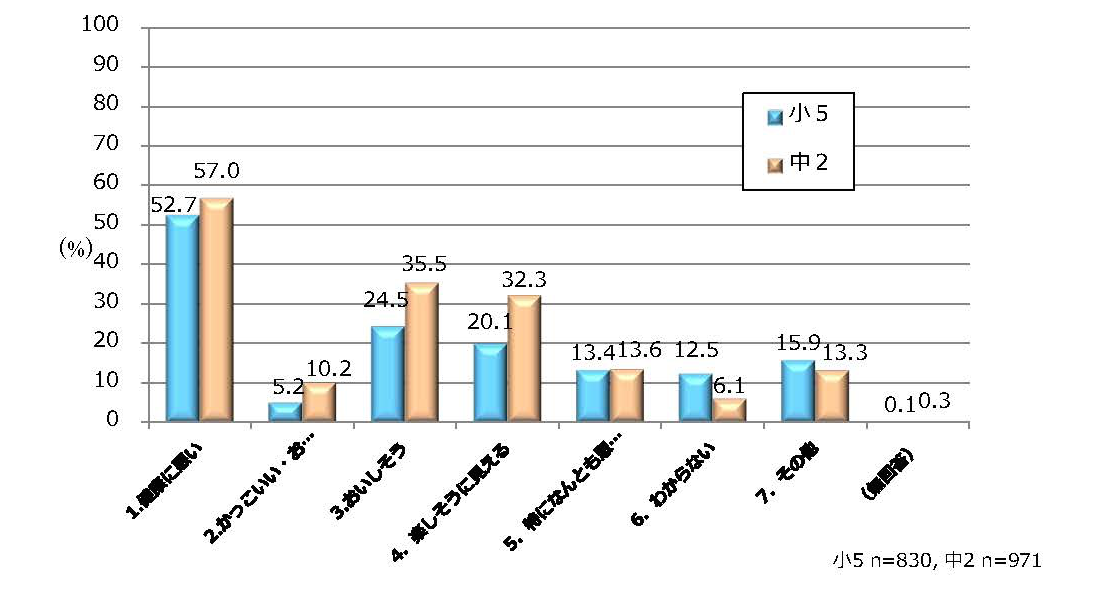 100
90
80
70
60
50
40
30
20
10
0
(%)
52.7
57.0
5.2
10.2
24.5
35.5
20.1
32.3
13.4
13.6
12.5
6.1
15.9
13.3
0.1
0.3
小５
中２
1.健康に悪い
2.かっこいい・お…
3.おいしそう
4. 楽しそうに見える
5. 特になんとも思…
6. わからない
7. その他
（無回答）
小5 n=830, 中2 n=971